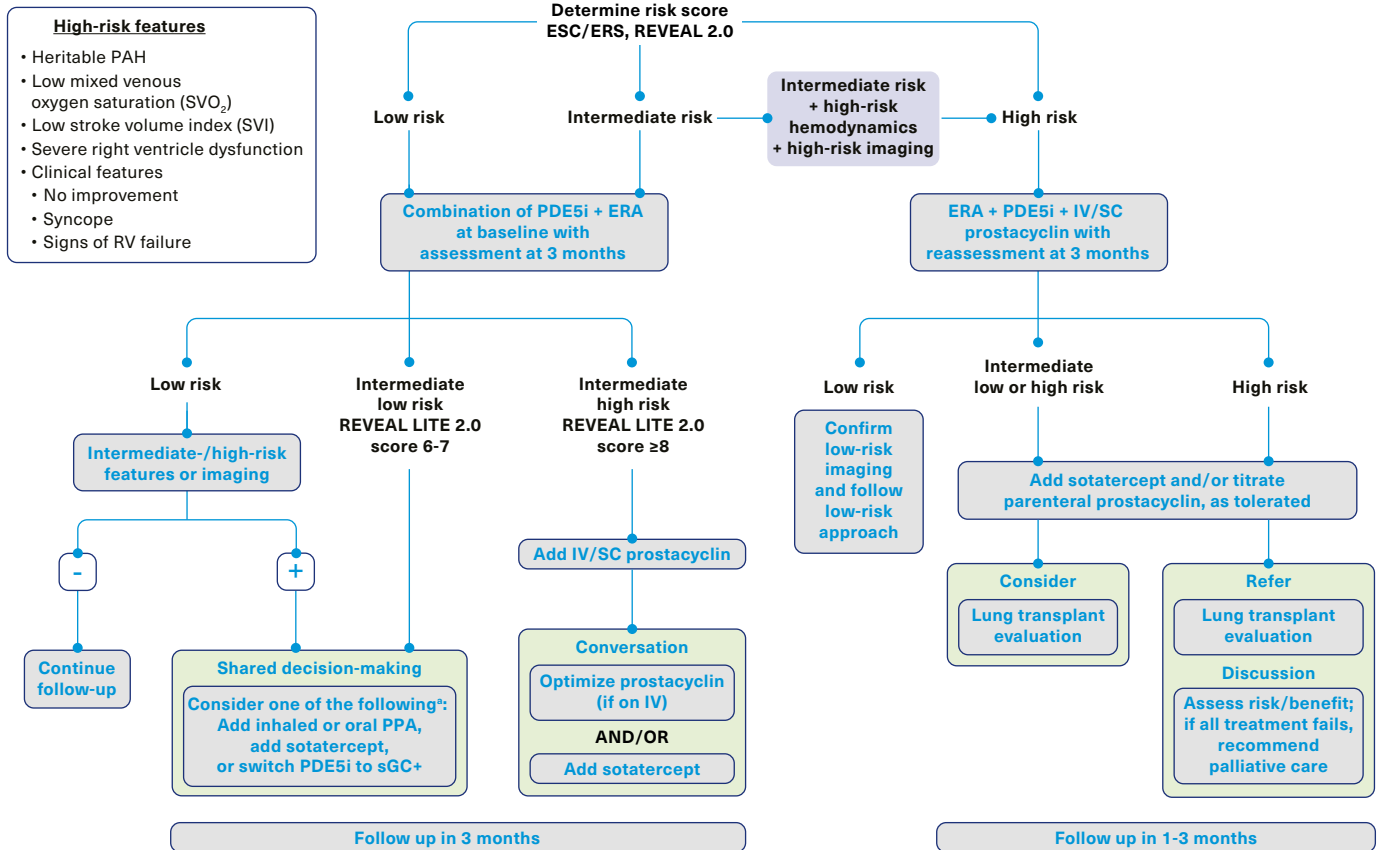 High-risk features
• Heritable PAH
• Low mixed venous
oxygen saturation (SVO₂)
• Low stroke volume index (SVI)
• Severe right ventricle dysfunction
• Clinical features
• No improvement
• Syncope
• Signs of RV failure
Determine risk score
ESC/ERS, REVEAL 2.0
Low risk
Intermediate risk
Intermediate risk
+ high-risk
hemodynamics
+ high-risk imaging
High risk
Combination of PDE5i + ERA
at baseline with
assessment at 3 months
ERA + PDE5i + IV/SC
prostacyclin with
reassessment at 3 months
Low risk
Intermediate
low risk
REVEAL LITE 2.0
score 6-7
Intermediate
high risk
REVEAL LITE 2.0
score ≥8
Low risk
Intermediate
low or high risk
High risk
Intermediate-/high-risk
features or imaging
Confirm
low-risk
imaging
and follow
low-risk
approach
Add sotatercept and/or titrate
parenteral prostacyclin, as tolerated
-
+
Add IV/SC prostacyclin
Continue
follow-up
Shared decision-making
Consider one of the followingᵃ:
Add inhaled or oral PPA,
add sotatercept,
or switch PDE5i to sGC+
Conversation
Optimize prostacyclin
(if on IV)
AND/OR
Add sotatercept
Consider
Lung transplant
evaluation
Refer
Lung transplant
evaluation
Discussion
Assess risk/benefit;
if all treatment fails,
recommend
palliative care
Follow up in 3 months
Follow up in 1-3 months